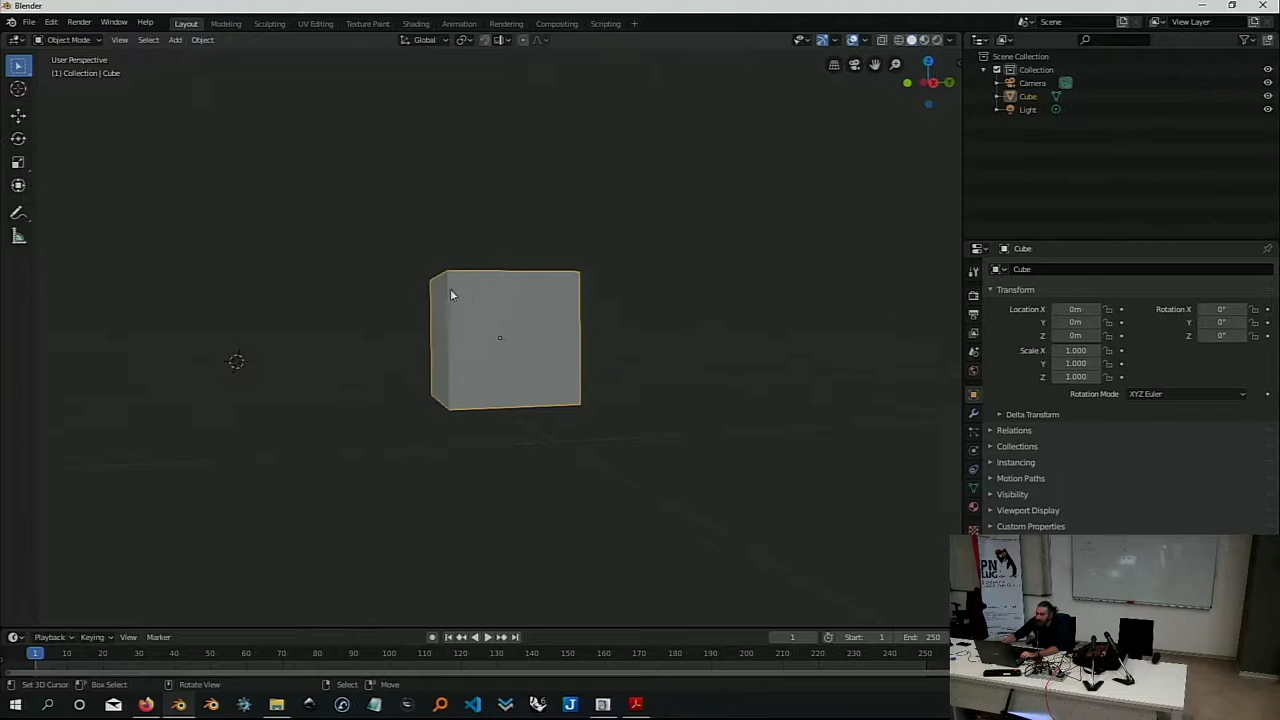 Blender
File Edit Render Window Help
Layout Modeling Sculpting UV Editing Texture Paint Shading Animation Rendering Compositing Scripting +
Scene
View Layer
Object Mode View Select Add Object
Global
User Perspective
(1) Collection | Cube
Z
X
Y
Scene Collection
Collection
Camera
Cube
Light
Cube
Cube
Transform
Location X 0m Rotation X 0°
Y 0m Y 0°
Z 0m Z 0°
Scale X 1.000
Y 1.000
Z 1.000
Rotation Mode XYZ Euler
Delta Transform
Relations
Collections
Instancing
Motion Paths
Visibility
Viewport Display
Custom Properties
PN
LUG
Playback Keying View Marker
1 Start: 1 End: 250
1 10 20 30 40 50 60 70 80 90 100 110 120 130 140 150 160 170 180 190 200 210 220 230 240 250
Set 3D Cursor Box Select Rotate View Select Move